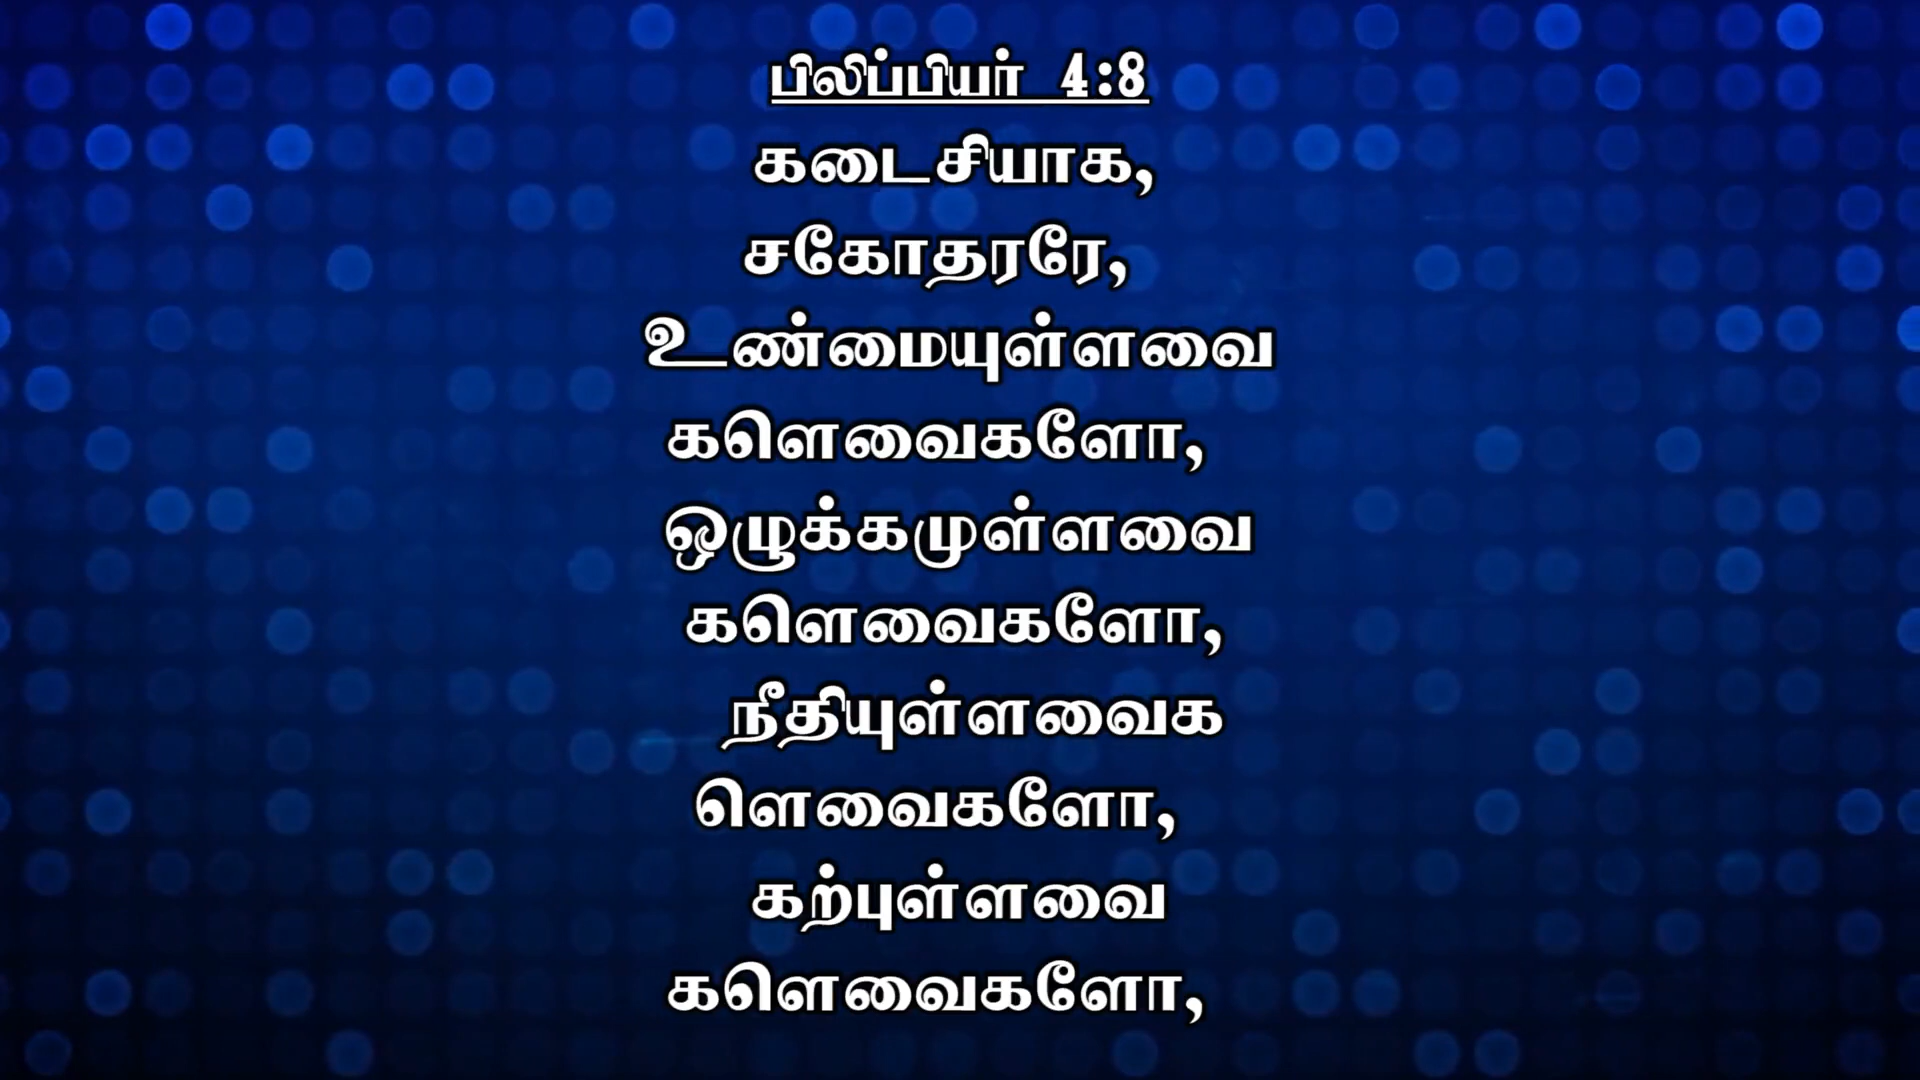 பிலிப்பியர் 4:8
கடைசியாக,
சகோதரரே,
உண்மையுள்ளவை
களெவைகளோ,
ஒழுக்கமுள்ளவை
களெவைகளோ,
நீதியுள்ளவைக
ளெவைகளோ,
கற்புள்ளவை
களெவைகளோ,